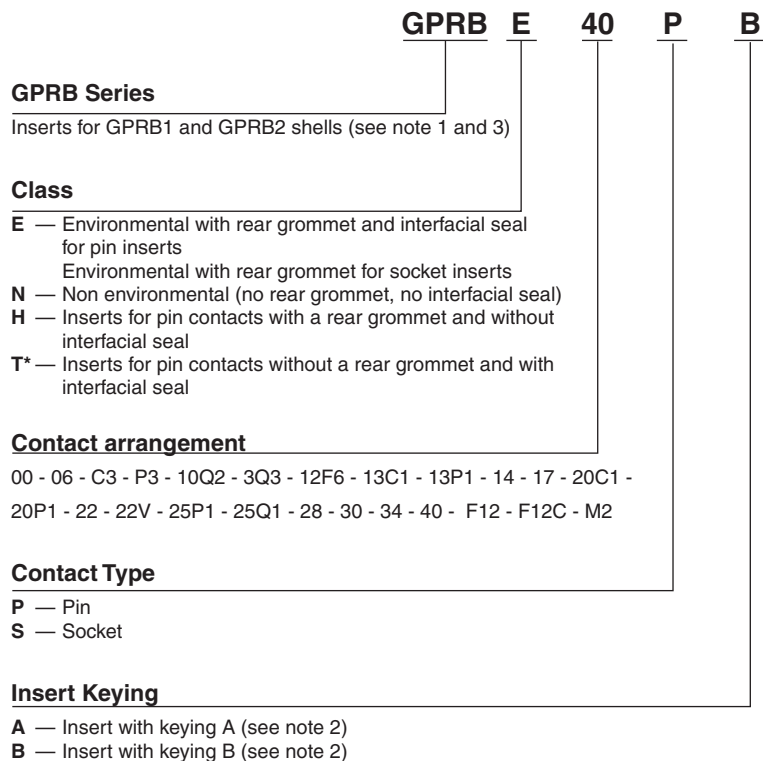 GPRB E 40 P B
GPRB Series
Inserts for GPRB1 and GPRB2 shells (see note 1 and 3)
Class
E — Environmental with rear grommet and interfacial seal
for pin inserts
Environmental with rear grommet for socket inserts
N — Non environmental (no rear grommet, no interfacial seal)
H — Inserts for pin contacts with a rear grommet and without
interfacial seal
T* — Inserts for pin contacts without a rear grommet and with
interfacial seal
Contact arrangement
00 - 06 - C3 - P3 - 10Q2 - 3Q3 - 12F6 - 13C1 - 13P1 - 14 - 17 - 20C1 -
20P1 - 22 - 22V - 25P1 - 25Q1 - 28 - 30 - 34 - 40 - F12 - F12C - M2
Contact Type
P — Pin
S — Socket
Insert Keying
A — Insert with keying A (see note 2)
B — Insert with keying B (see note 2)